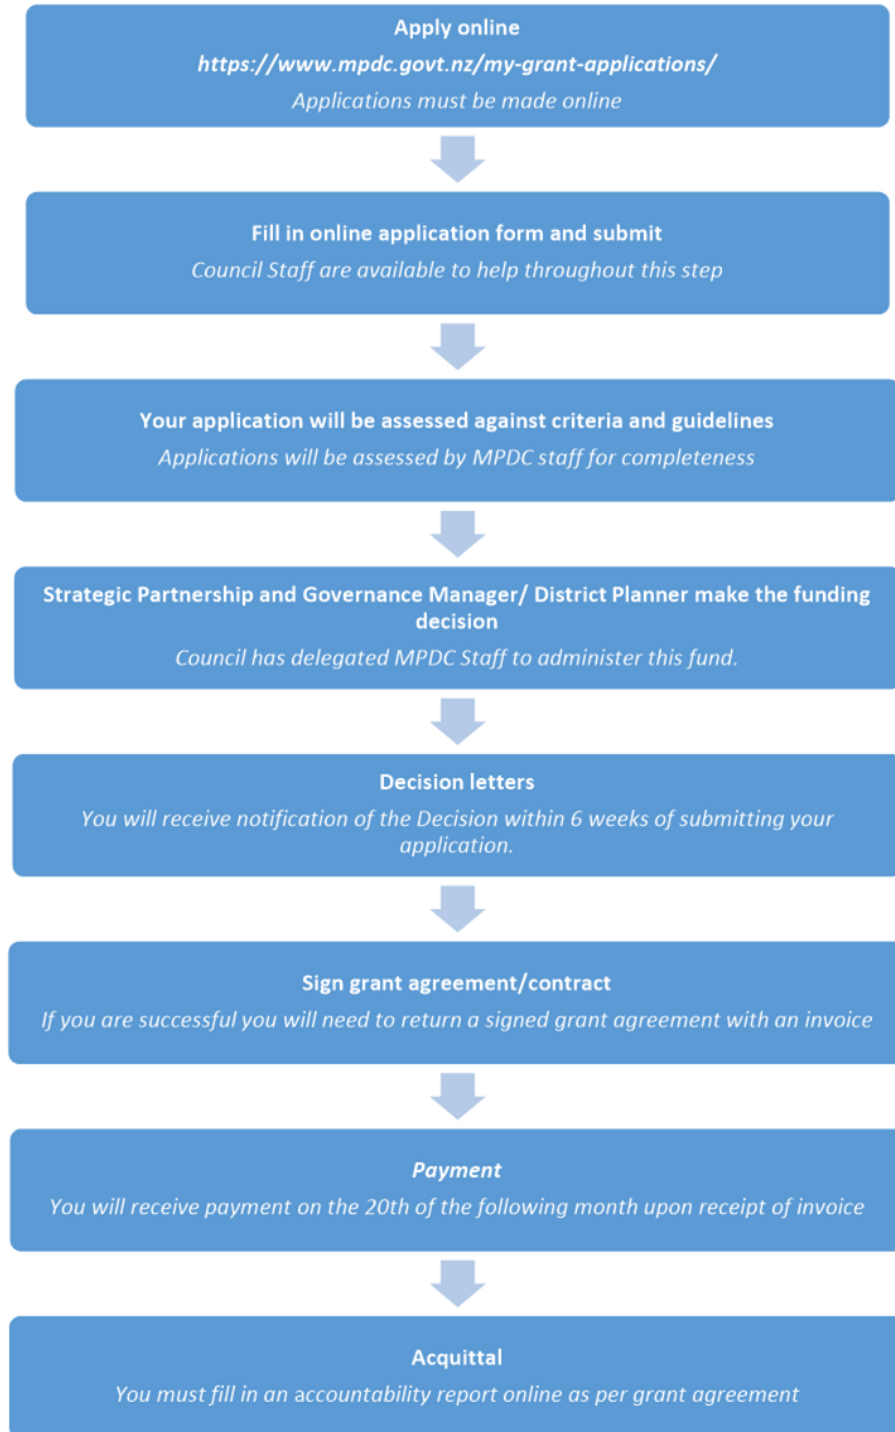 Apply online
https://www.mpdc.govt.nz/my-grant-applications/
Applications must be made online
Fill in online application form and submit
Council Staff are available to help throughout this step
Your application will be assessed against criteria and guidelines
Applications will be assessed by MPDC staff for completeness
Strategic Partnership and Governance Manager/ District Planner make the funding
decision
Council has delegated MPDC Staff to administer this fund.
Decision letters
You will receive notification of the Decision within 6 weeks of submitting your
application.
Sign grant agreement/contract
If you are successful you will need to return a signed grant agreement with an invoice
Payment
You will receive payment on the 20th of the following month upon receipt of invoice
Acquittal
You must fill in an accountability report online as per grant agreement